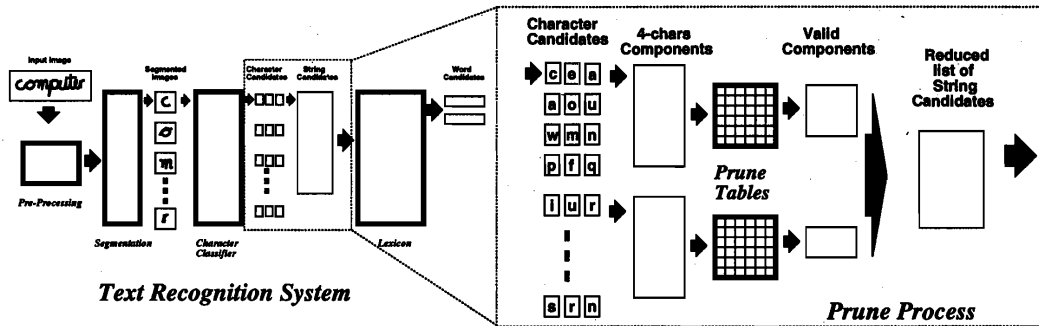 Input Image
computer
Pre-Processing
Segmentation
Segmented
Images
c
o
m
r
Character
Classifier
Character
Candidates
String
Candidates
Lexicon
Word
Candidates
Text Recognition System
Character
Candidates
c e a
a o u
w m n
p f q
i u r
s r n
4-chars
Components
Prune
Tables
Valid
Components
Reduced
list of
String
Candidates
Prune Process